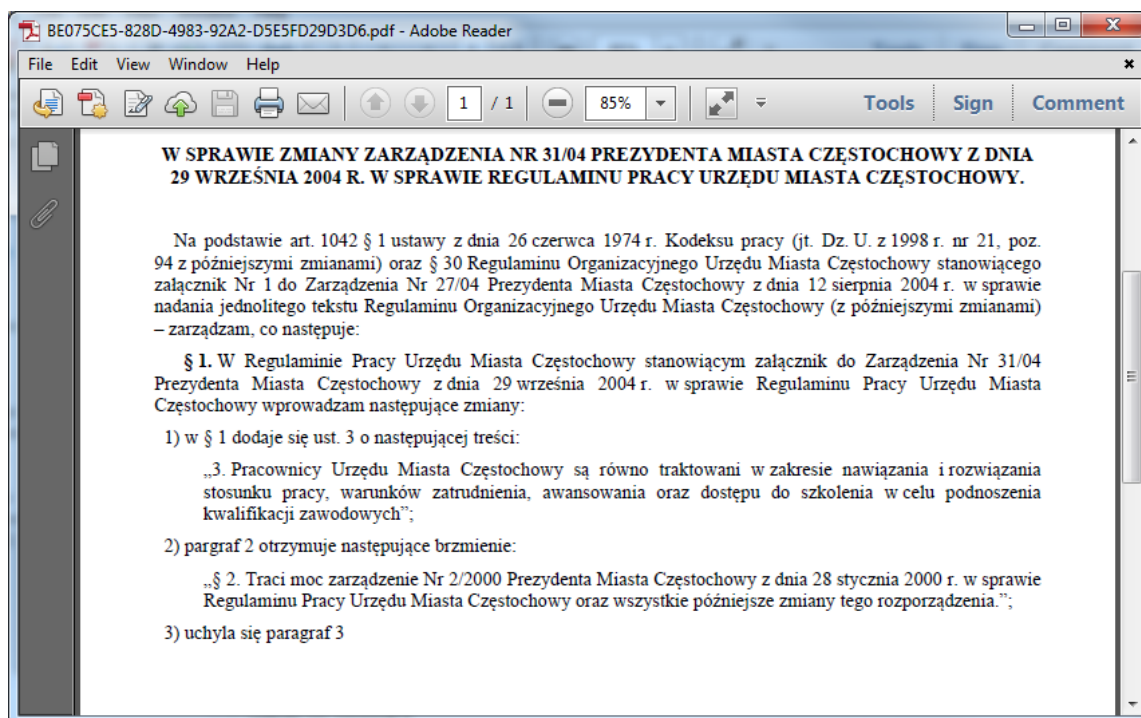 BE075CE5-828D-4983-92A2-D5E5FD29D3D6.pdf - Adobe Reader
File Edit View Window Help
1 / 1 85% Tools Sign Comment
W SPRAWIE ZMIANY ZARZĄDZENIA NR 31/04 PREZYDENTA MIASTA CZĘSTOCHOWY Z DNIA
29 WRZEŚNIA 2004 R. W SPRAWIE REGULAMINU PRACY URZĘDU MIASTA CZĘSTOCHOWY.
Na podstawie art. 1042 § 1 ustawy z dnia 26 czerwca 1974 r. Kodeksu pracy (jt. Dz. U. z 1998 r. nr 21, poz.
94 z późniejszymi zmianami) oraz § 30 Regulaminu Organizacyjnego Urzędu Miasta Częstochowy stanowiącego
załącznik Nr 1 do Zarządzenia Nr 27/04 Prezydenta Miasta Częstochowy z dnia 12 sierpnia 2004 r. w sprawie
nadania jednolitego tekstu Regulaminu Organizacyjnego Urzędu Miasta Częstochowy (z późniejszymi zmianami)
– zarządzam, co następuje:
§ 1. W Regulaminie Pracy Urzędu Miasta Częstochowy stanowiącym załącznik do Zarządzenia Nr 31/04
Prezydenta Miasta Częstochowy z dnia 29 września 2004 r. w sprawie Regulaminu Pracy Urzędu Miasta
Częstochowy wprowadzam następujące zmiany:
1) w § 1 dodaje się ust. 3 o następującej treści:
„3. Pracownicy Urzędu Miasta Częstochowy są równo traktowani w zakresie nawiązania i rozwiązania
stosunku pracy, warunków zatrudnienia, awansowania oraz dostępu do szkolenia w celu podnoszenia
kwalifikacji zawodowych”;
2) pargraf 2 otrzymuje następujące brzmienie:
„§ 2. Traci moc zarządzenie Nr 2/2000 Prezydenta Miasta Częstochowy z dnia 28 stycznia 2000 r. w sprawie
Regulaminu Pracy Urzędu Miasta Częstochowy oraz wszystkie późniejsze zmiany tego rozporządzenia.”;
3) uchyla się paragraf 3